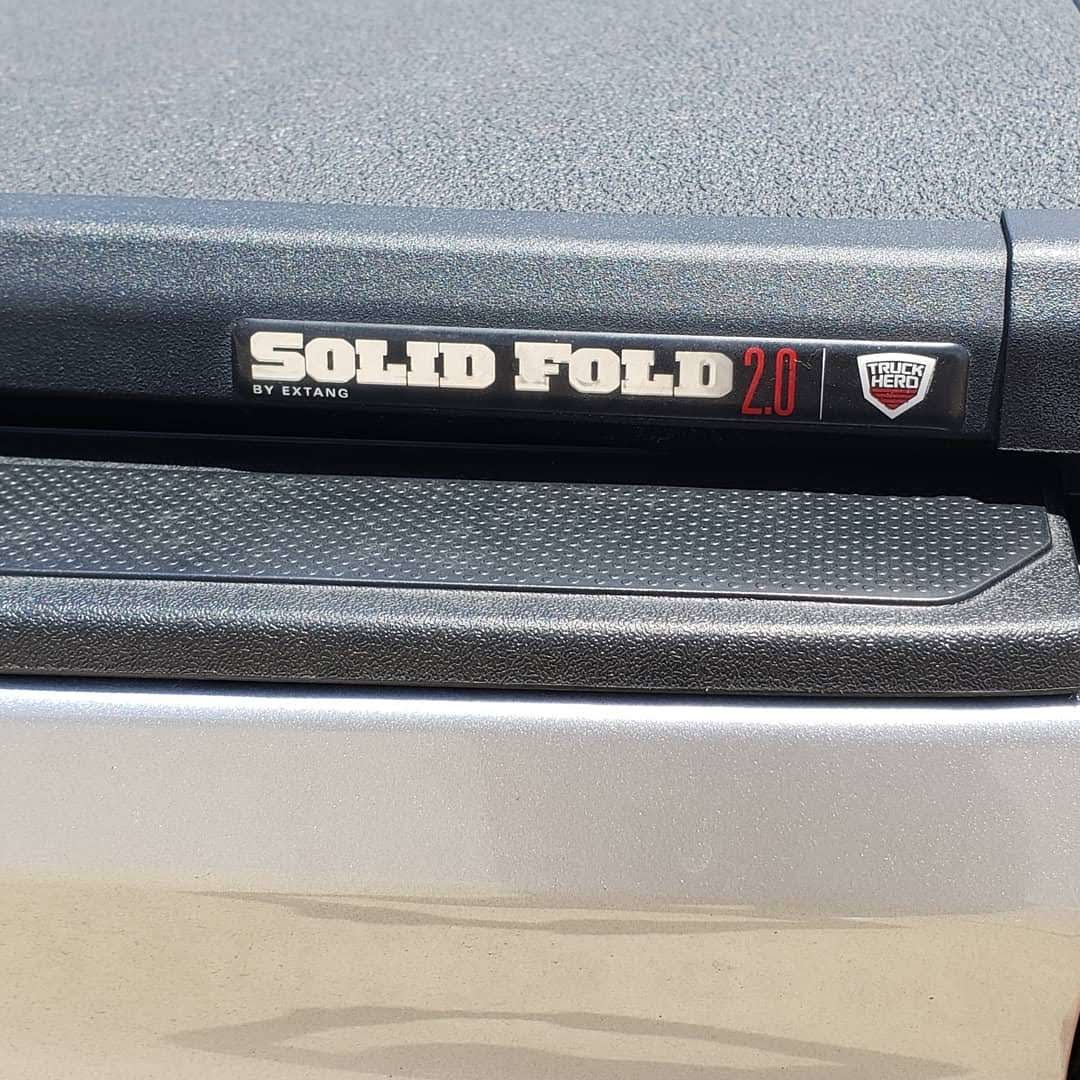 SOLID FOLD 2.0
BY EXTANG
TRUCK
HERO